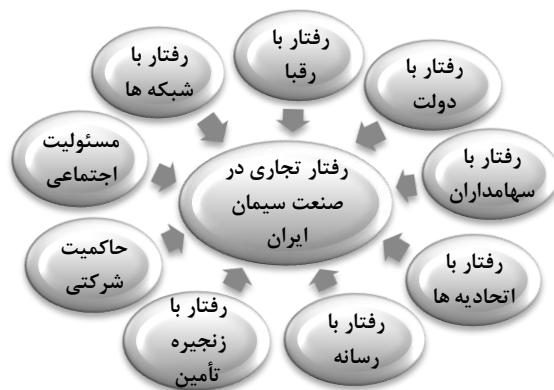 رفتار با
رقبا
رفتار با
دولت
رفتار با
سهامداران
رفتار با
اتحادیه ها
رفتار با
رسانه
رفتار با
زنجیره
تأمین
حاکمیت
شرکتی
مسئولیت
اجتماعی
رفتار با
شبکه ها
رفتار تجاری در
صنعت سیمان
ایران